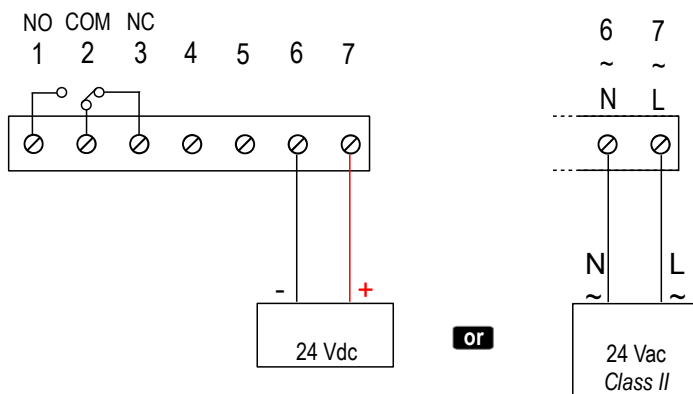 NO COM NC
1 2 3 4 5 6 7
- +
24 Vdc
or
6 7
~ ~
N L
N L
~ ~
24 Vac
Class II